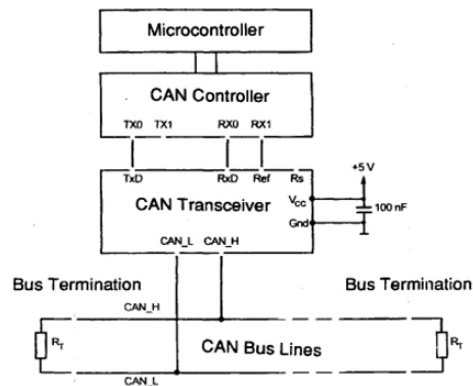 Microcontroller
CAN Controller
TX0 TX1 RX0 RX1
TxD RxD Ref Rs
+5 V
CAN Transceiver
VCC
100 nF
Gnd
CAN_L CAN_H
Bus Termination Bus Termination
CAN_H
RT CAN Bus Lines RT
CAN_L